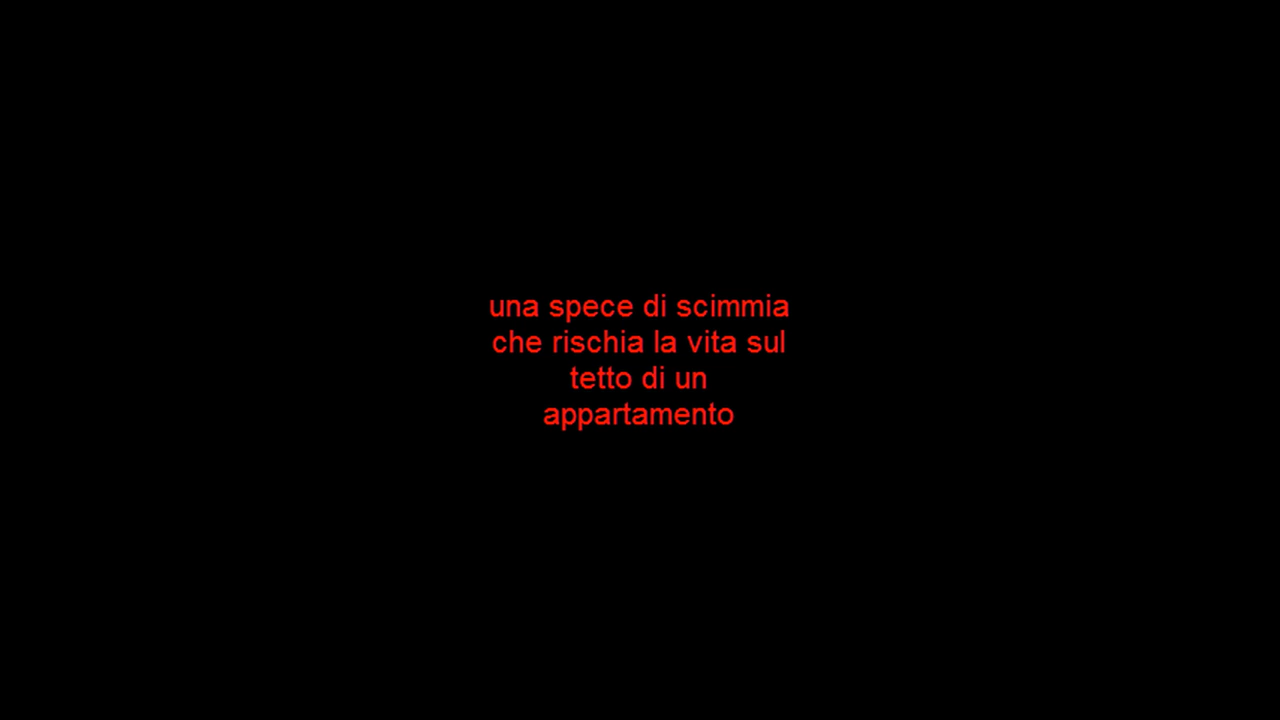 una spece di scimmia
che rischia la vita sul
tetto di un
appartamento